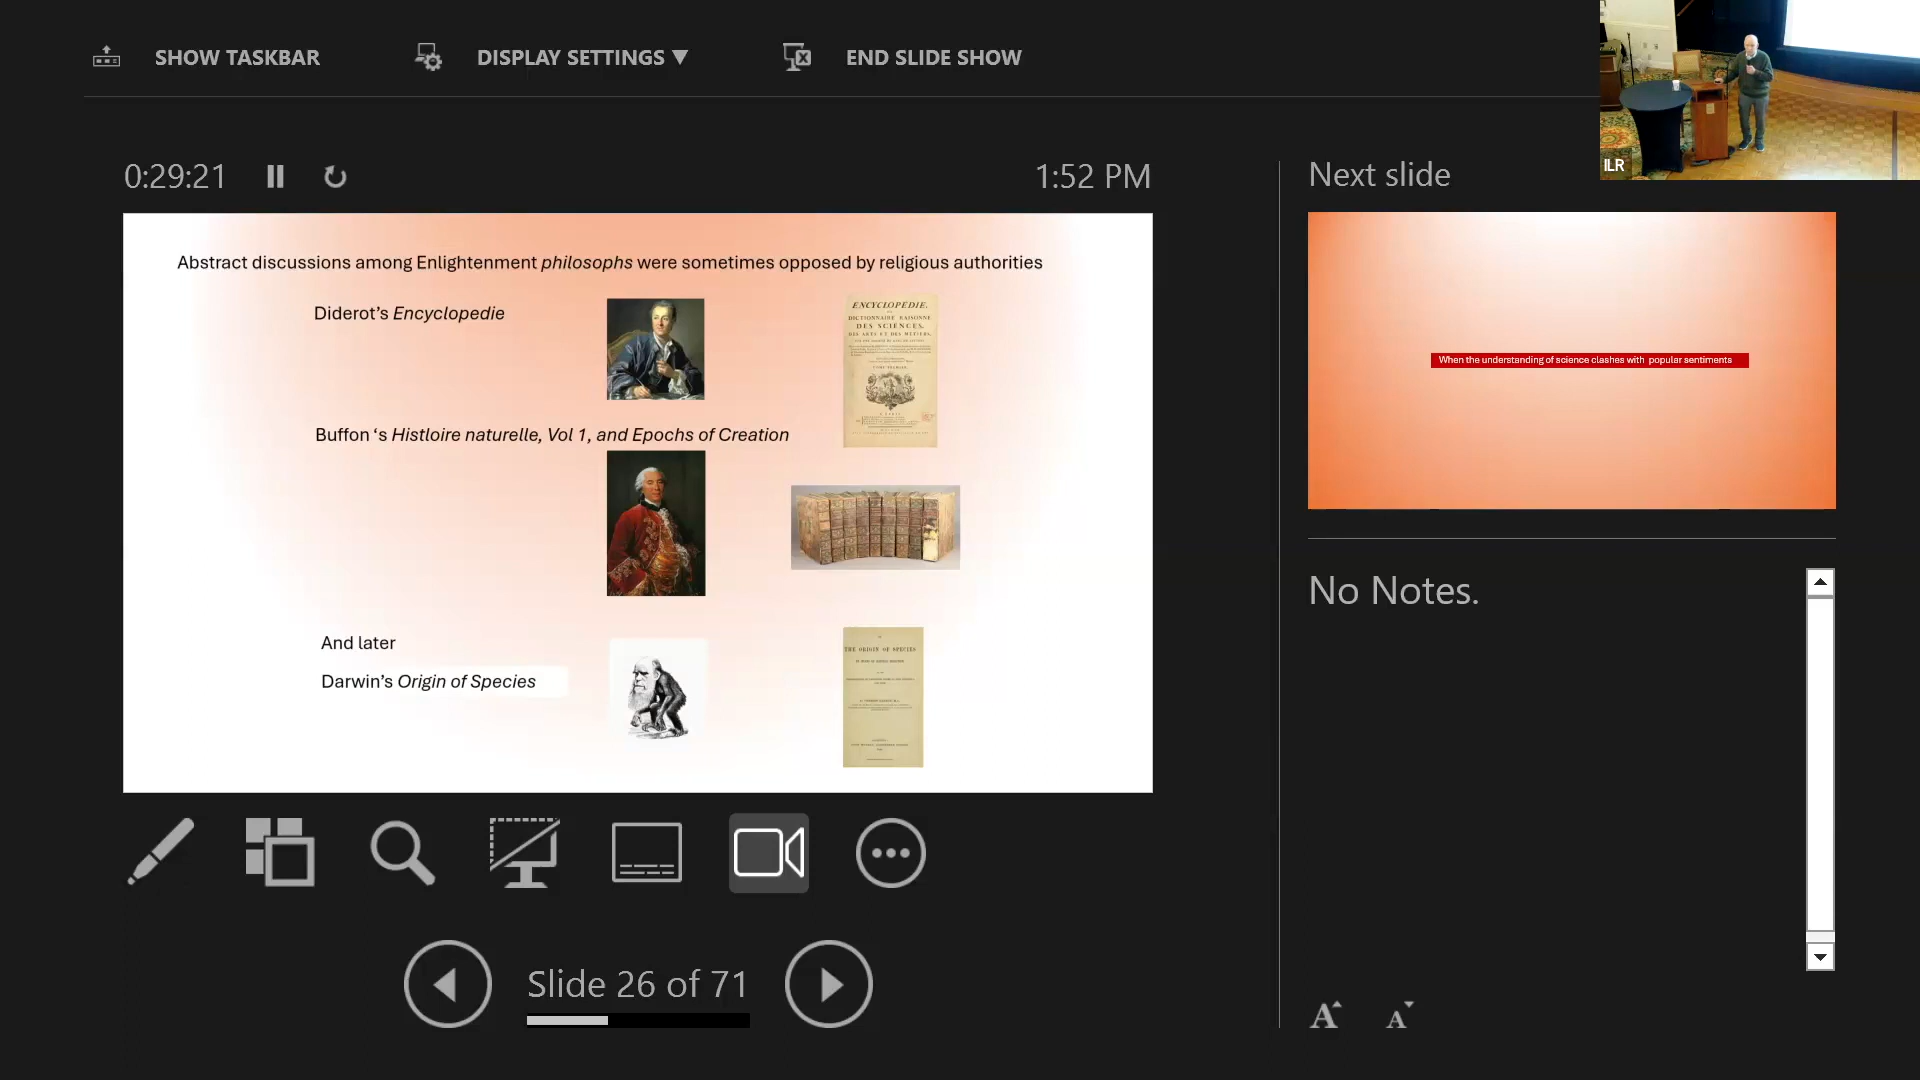 SHOW TASKBAR
DISPLAY SETTINGS ▼
END SLIDE SHOW
ILR
0:29:21
1:52 PM
Next slide
Abstract discussions among Enlightenment philosophs were sometimes opposed by religious authorities
Diderot’s Encyclopedie
ENCYCLOPEDIE,
DICTIONNAIRE RAISONNÉ
DES SCIENCES,
DES ARTS ET DES MÉTIERS,
Buffon ‘s Histloire naturelle, Vol 1, and Epochs of Creation
And later
Darwin’s Origin of Species
THE ORIGIN OF SPECIES
When the understanding of science clashes with popular sentiments
No Notes.
Slide 26 of 71
A
A